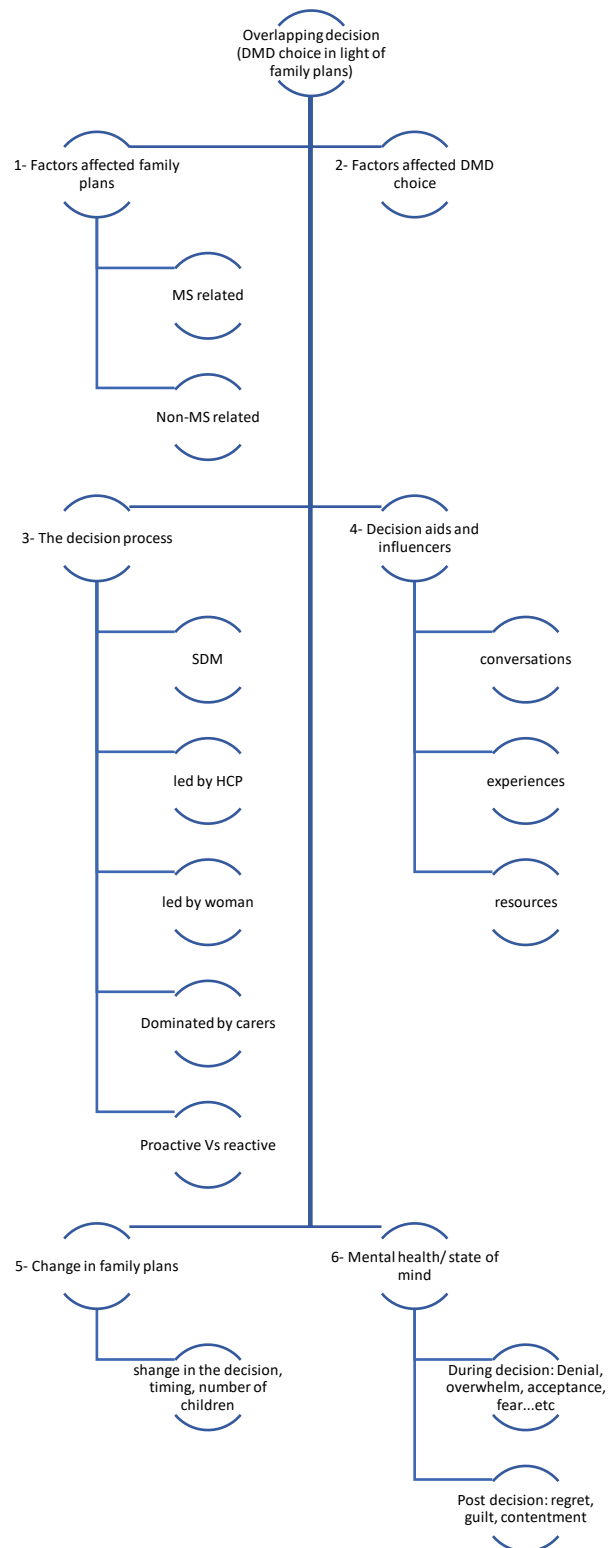 Overlapping decision
(DMD choice in light of
family plans)
1- Factors affected family
plans
2- Factors affected DMD
choice
MS related
Non-MS related
3- The decision process
4- Decision aids and
influencers
SDM
conversations
led by HCP
experiences
led by woman
resources
Dominated by carers
Proactive Vs reactive
5- Change in family plans
6- Mental health/ state of
mind
shange in the decision,
timing, number of
children
During decision: Denial,
overwhelm, acceptance,
fear...etc
Post decision: regret,
guilt, contentment